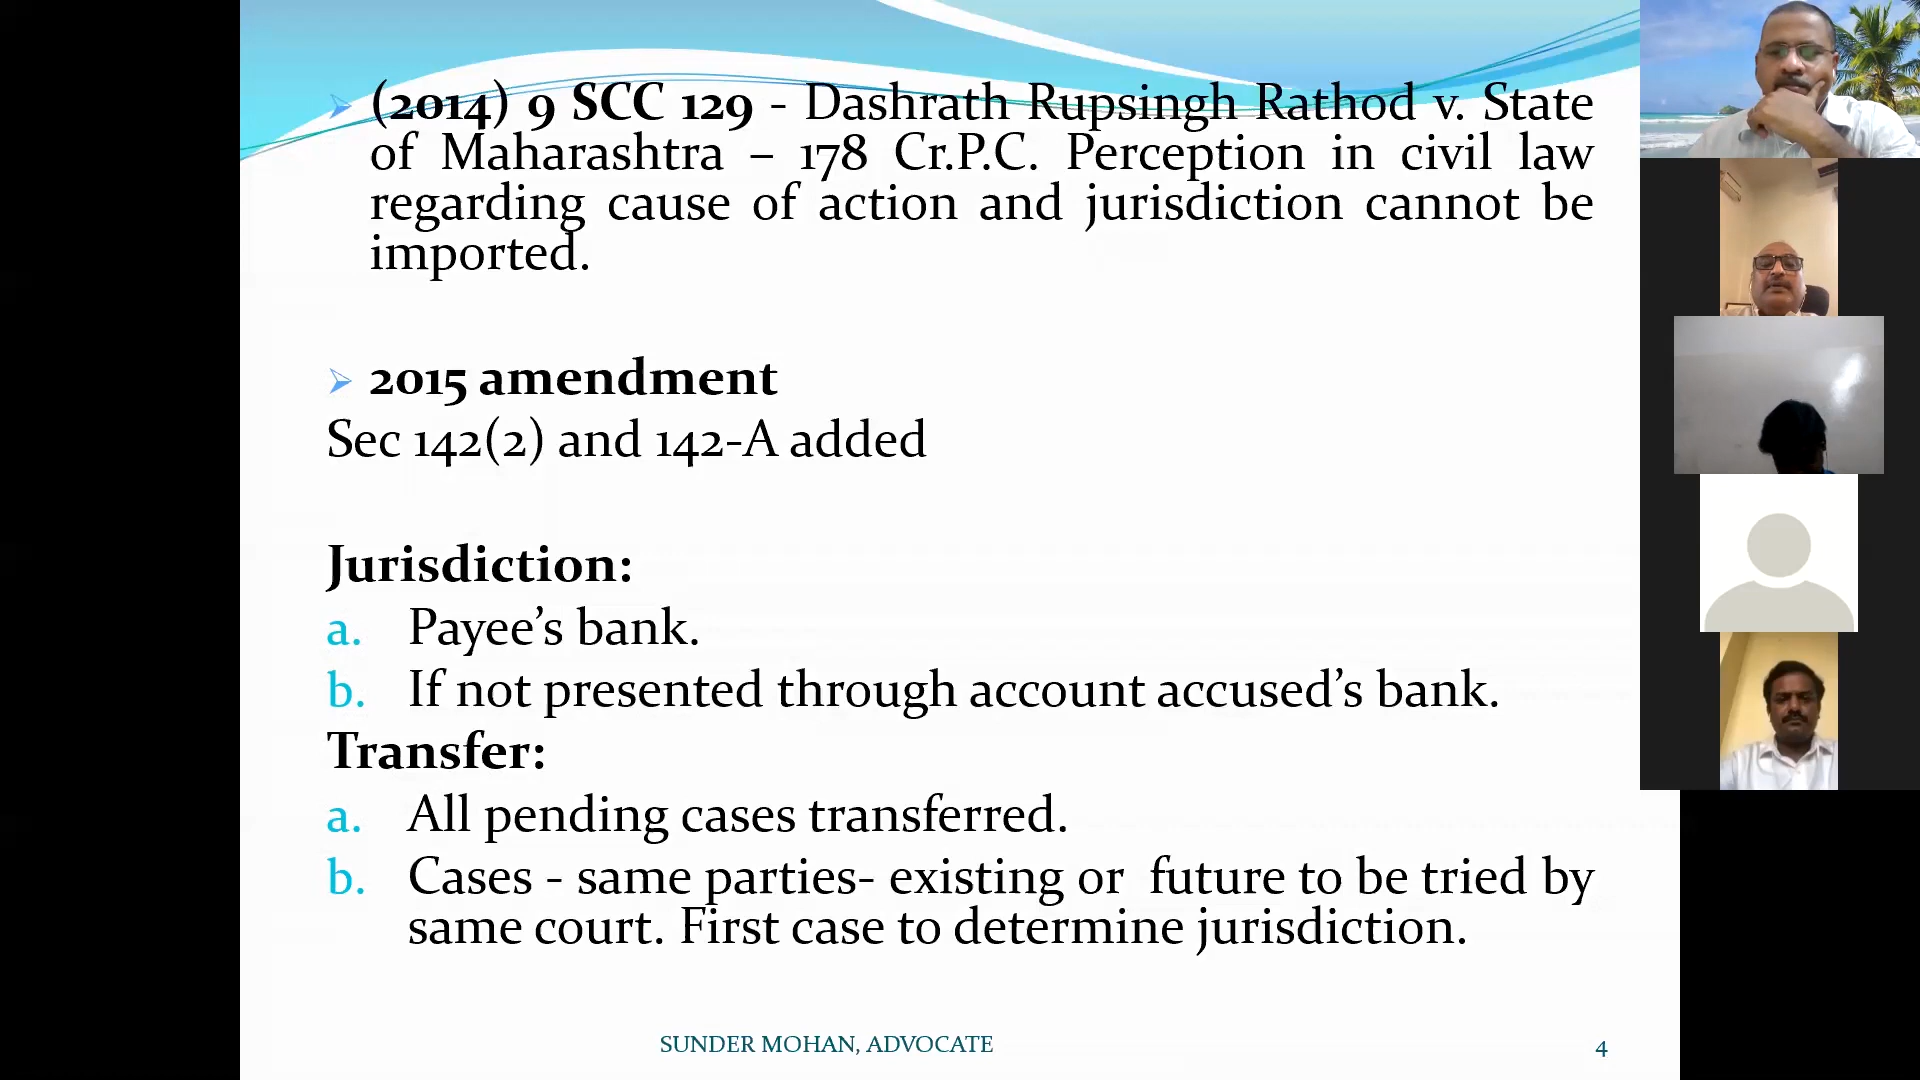 (2014) 9 SCC 129 - Dashrath Rupsingh Rathod v. State
of Maharashtra – 178 Cr.P.C. Perception in civil law
regarding cause of action and jurisdiction cannot be
imported.
2015 amendment
Sec 142(2) and 142-A added
Jurisdiction:
a. Payee’s bank.
b. If not presented through account accused’s bank.
Transfer:
a. All pending cases transferred.
b. Cases - same parties- existing or future to be tried by
same court. First case to determine jurisdiction.
SUNDER MOHAN, ADVOCATE
4